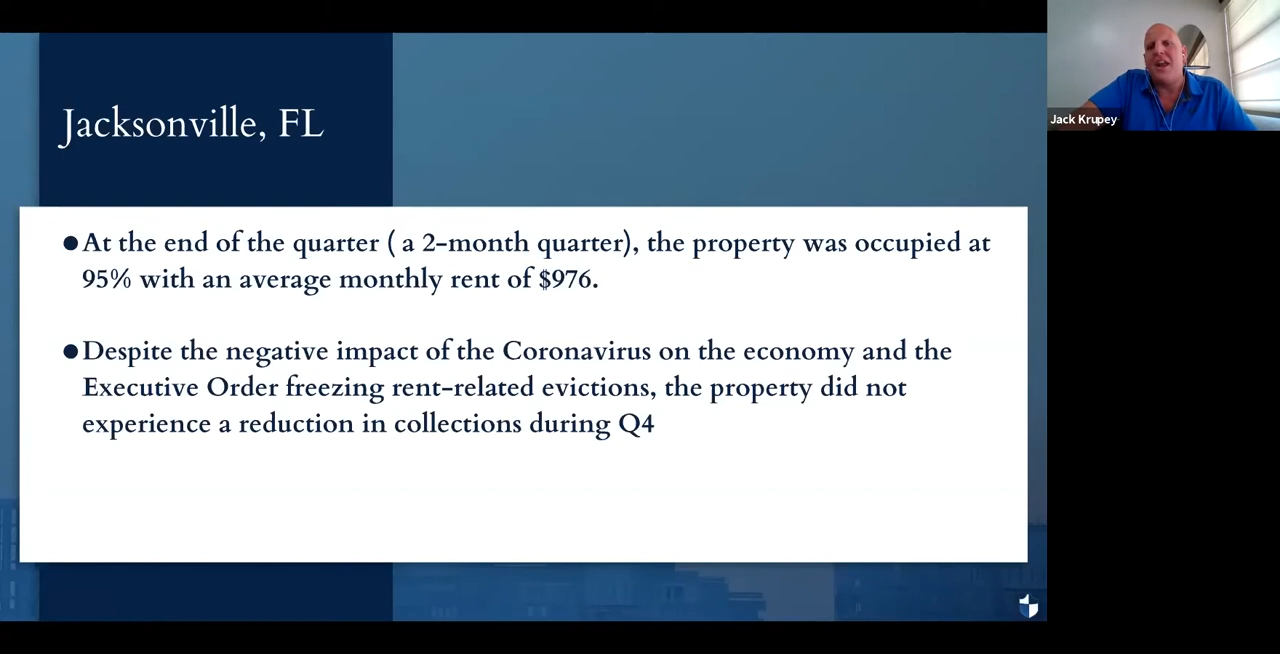 Jacksonville, FL
●At the end of the quarter ( a 2-month quarter), the property was occupied at
95% with an average monthly rent of $976.
●Despite the negative impact of the Coronavirus on the economy and the
Executive Order freezing rent-related evictions, the property did not
experience a reduction in collections during Q4
Jack Krupey